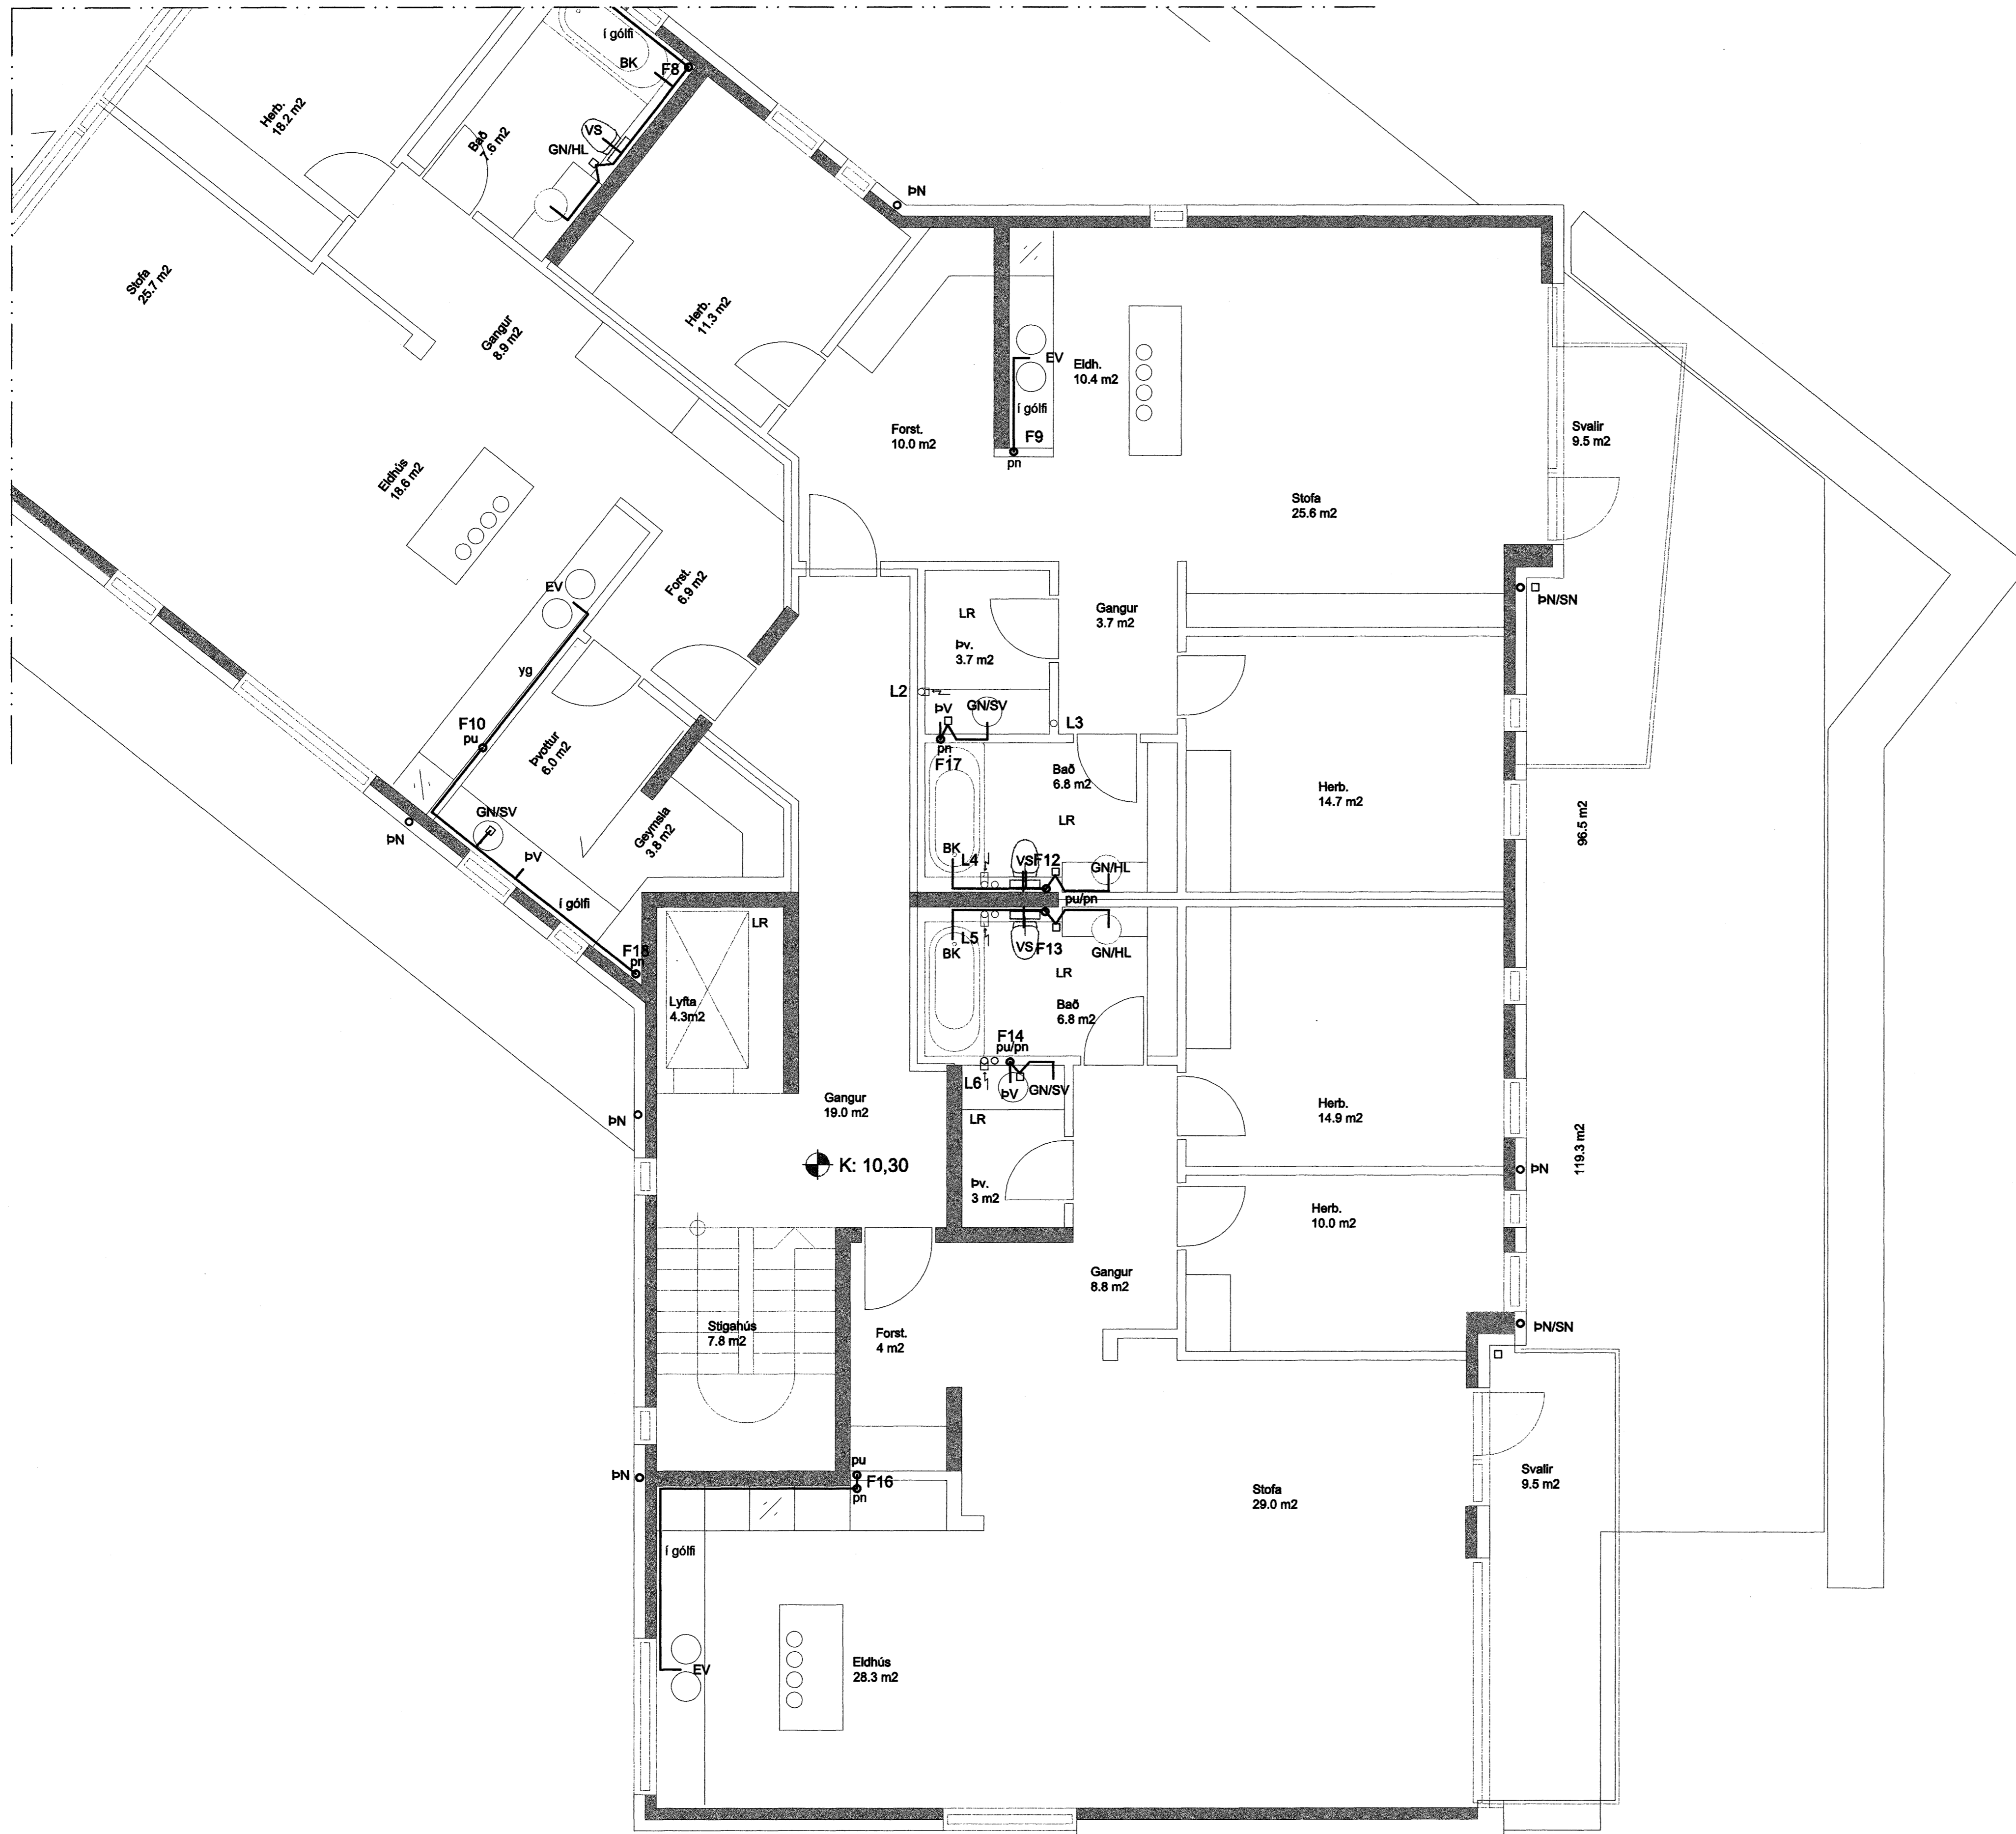 í gólfi
BK
F8
Herb.
18.2 m2
Bað
7.6 m2
VS
GN/HL
ÞN
Stofa
25.7 m2
Gangur
8.9 m2
Herb.
11.3 m2
EV
Eldh.
10.4 m2
í gólfi
F9
pn
Forst.
10.0 m2
Svalir
9.5 m2
Stofa
25.6 m2
Eldhús
18.6 m2
EV
Forst.
6.9 m2
yg
F10
pu
Þvottur
6.0 m2
GN/SV
ÞN
ÞV
Geymsla
3.8 m2
í gólfi
F18
pn
LR
Þv.
3.7 m2
Gangur
3.7 m2
ÞN/SN
L2
ÞV
GN/SV
L3
pn
F17
Bað
6.8 m2
LR
Herb.
14.7 m2
96.5 m2
BK
L4
VS
F12
GN/HL
pu/pn
LR
L5
BK
VS
F13
GN/HL
LR
Bað
6.8 m2
Lyfta
4.3m2
F14
pu/pn
L6
ÞV
GN/SV
LR
Gangur
19.0 m2
ÞN
Herb.
14.9 m2
119.3 m2
K: 10,30
Þv.
3 m2
ÞN
Herb.
10.0 m2
Gangur
8.8 m2
Stigahús
7.8 m2
Forst.
4 m2
ÞN/SN
ÞN
pu
F16
pn
Stofa
29.0 m2
Svalir
9.5 m2
í gólfi
EV
Eldhús
28.3 m2